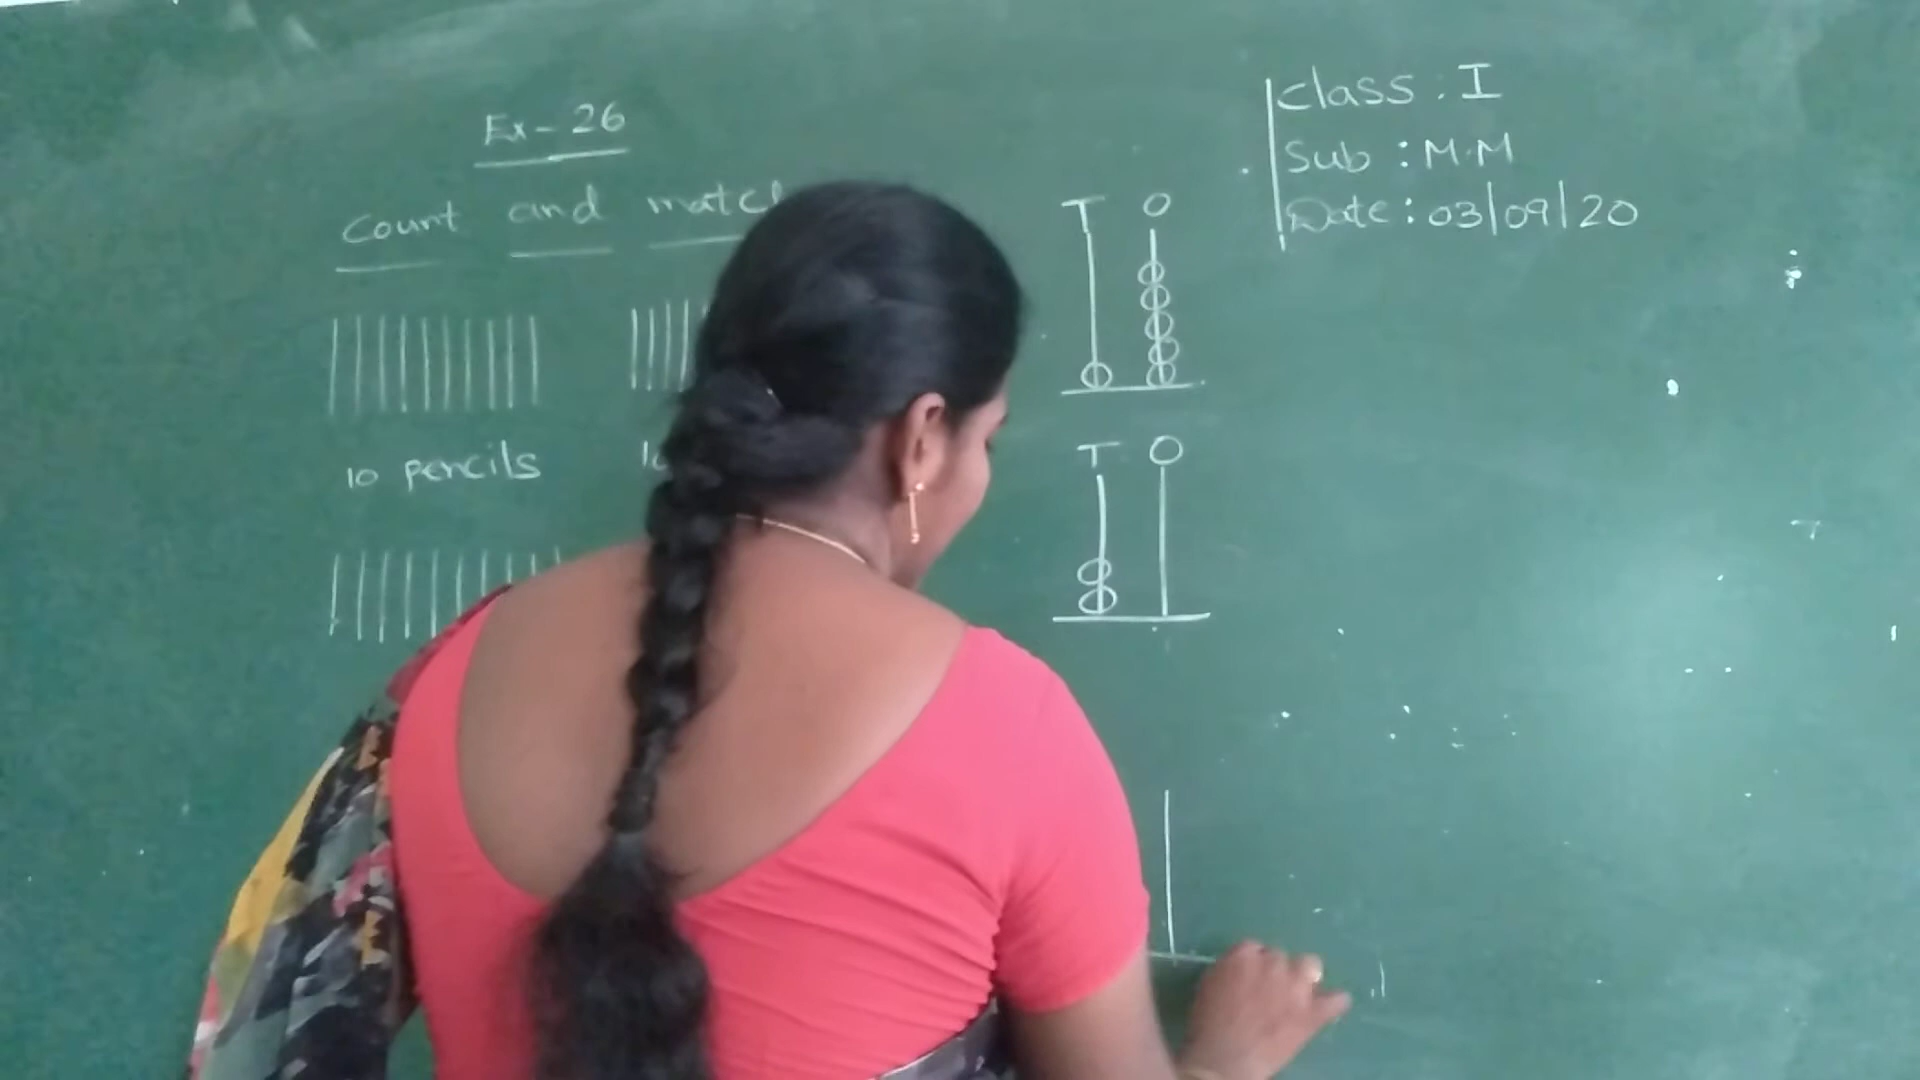 Ex-26
Count and
10 pencils
T O
T O
Class : I
Sub : M.M
Date : 03/09/20